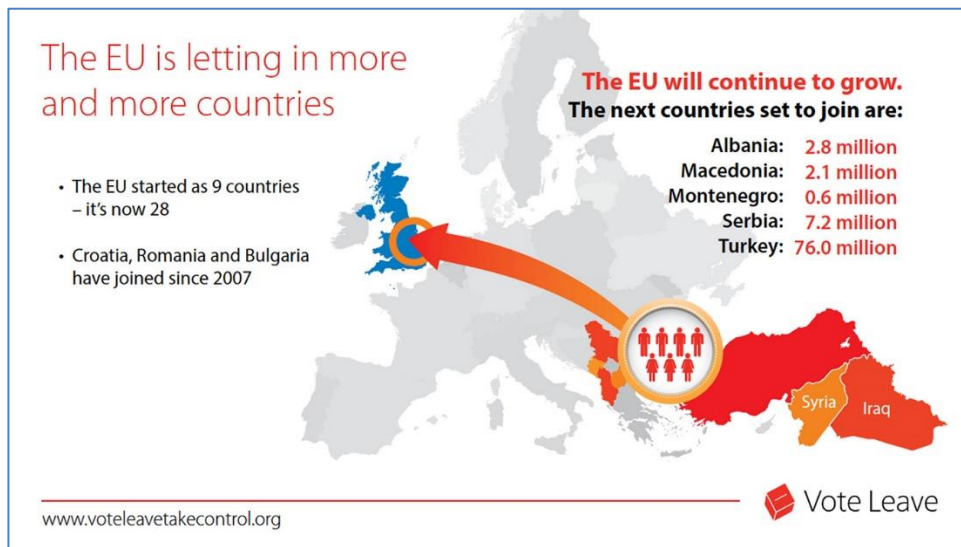 The EU is letting in more
and more countries
• The EU started as 9 countries
– it’s now 28
• Croatia, Romania and Bulgaria
have joined since 2007
The EU will continue to grow.
The next countries set to join are:
Albania: 2.8 million
Macedonia: 2.1 million
Montenegro: 0.6 million
Serbia: 7.2 million
Turkey: 76.0 million
Syria
Iraq
www.voteleavetakecontrol.org
Vote Leave